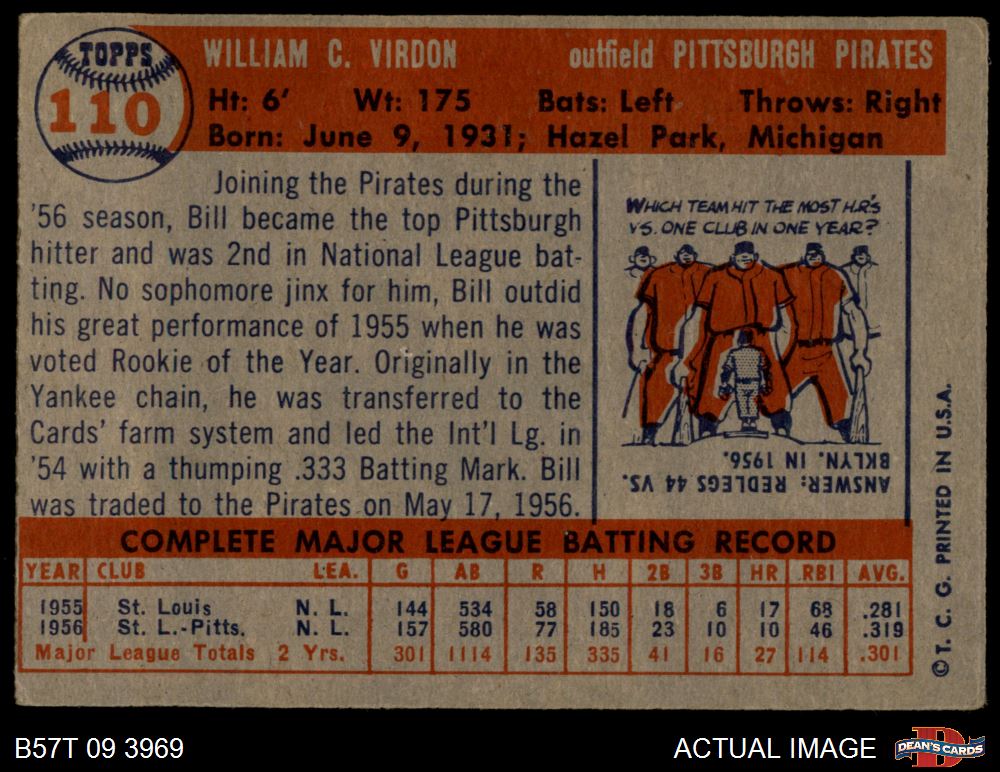 TOPPS
110
WILLIAM C. VIRDON outfield PITTSBURGH PIRATES
Ht: 6' Wt: 175 Bats: Left Throws: Right
Born: June 9, 1931; Hazel Park, Michigan
Joining the Pirates during the
'56 season, Bill became the top Pittsburgh
hitter and was 2nd in National League bat-
ting. No sophomore jinx for him, Bill outdid
his great performance of 1955 when he was
voted Rookie of the Year. Originally in the
Yankee chain, he was transferred to the
Cards' farm system and led the Int'l Lg. in
'54 with a thumping .333 Batting Mark. Bill
was traded to the Pirates on May 17, 1956.
WHICH TEAM HIT THE MOST H.R'S
VS. ONE CLUB IN ONE YEAR?
ANSWER: REDLEGS 44 VS.
BKLYN. IN 1956.
COMPLETE MAJOR LEAGUE BATTING RECORD
YEAR CLUB LEA. G AB R H 2B 3B HR RBI AVG.
1955 St. Louis N. L. 144 534 58 150 18 6 17 68 .281
1956 St. L.-Pitts. N. L. 157 580 77 185 23 10 10 46 .319
Major League Totals 2 Yrs. 301 1114 135 335 41 16 27 114 .301
© T. C. G. PRINTED IN U.S.A.
B57T 09 3969
ACTUAL IMAGE
D
DEAN'S CARDS